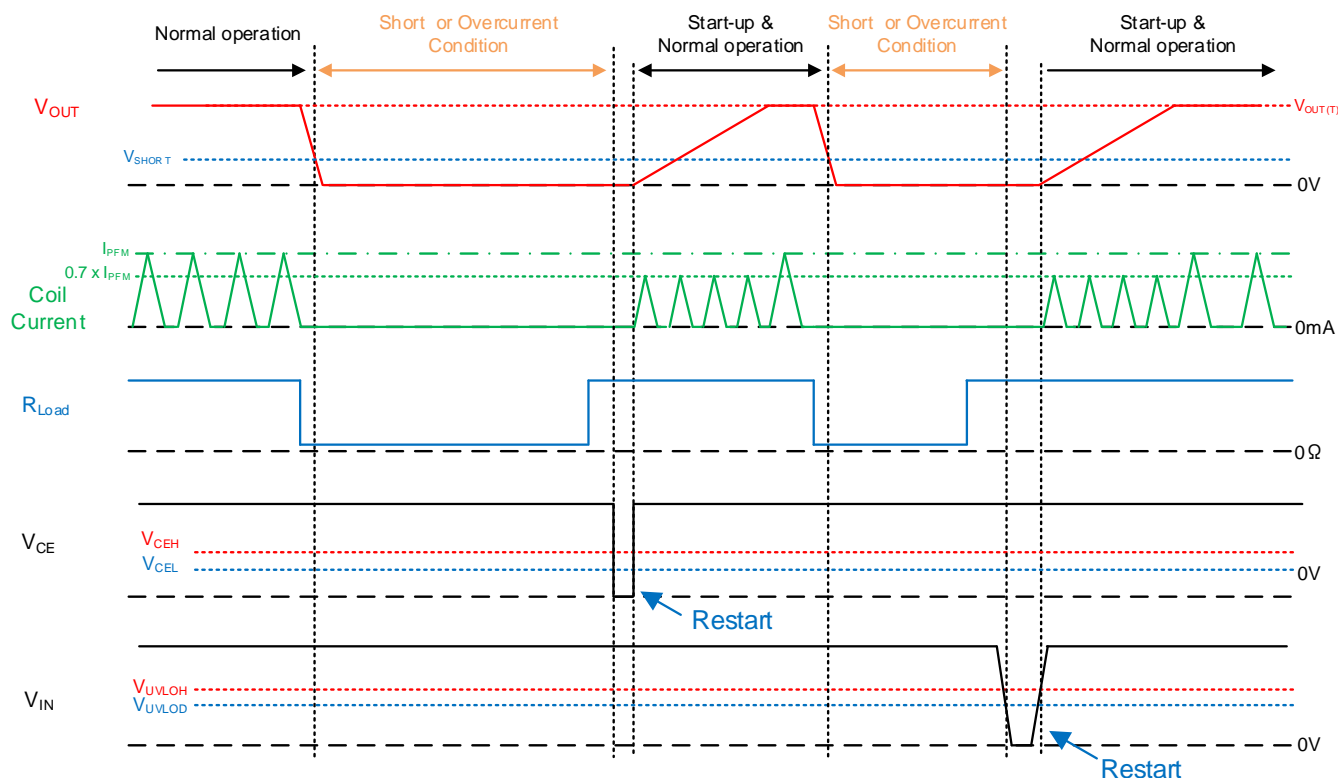 Normal operation
Short or Overcurrent
Condition
Start-up &
Normal operation
Short or Overcurrent
Condition
Start-up &
Normal operation
VOUT
VOUT(T)
VSHORT
0V
IPFM
0.7 x IPFM
Coil
Current
0mA
RLoad
0 Ω
VCE
VCEH
VCEL
0V
Restart
VIN
VUVLOH
VUVLOD
0V
Restart